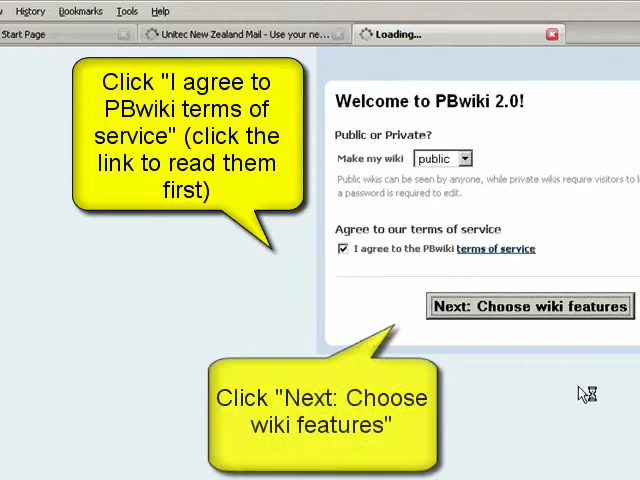 History Bookmarks Tools Help
Start Page
Unitec New Zealand Mail - Use your ne...
Loading...
Click "I agree to
PBwiki terms of
service" (click the
link to read them
first)
Welcome to PBwiki 2.0!
Public or Private?
Make my wiki public
Public wikis can be seen by anyone, while private wikis require visitors to
a password is required to edit.
Agree to our terms of service
I agree to the PBwiki terms of service
Next: Choose wiki features
Click "Next: Choose
wiki features"